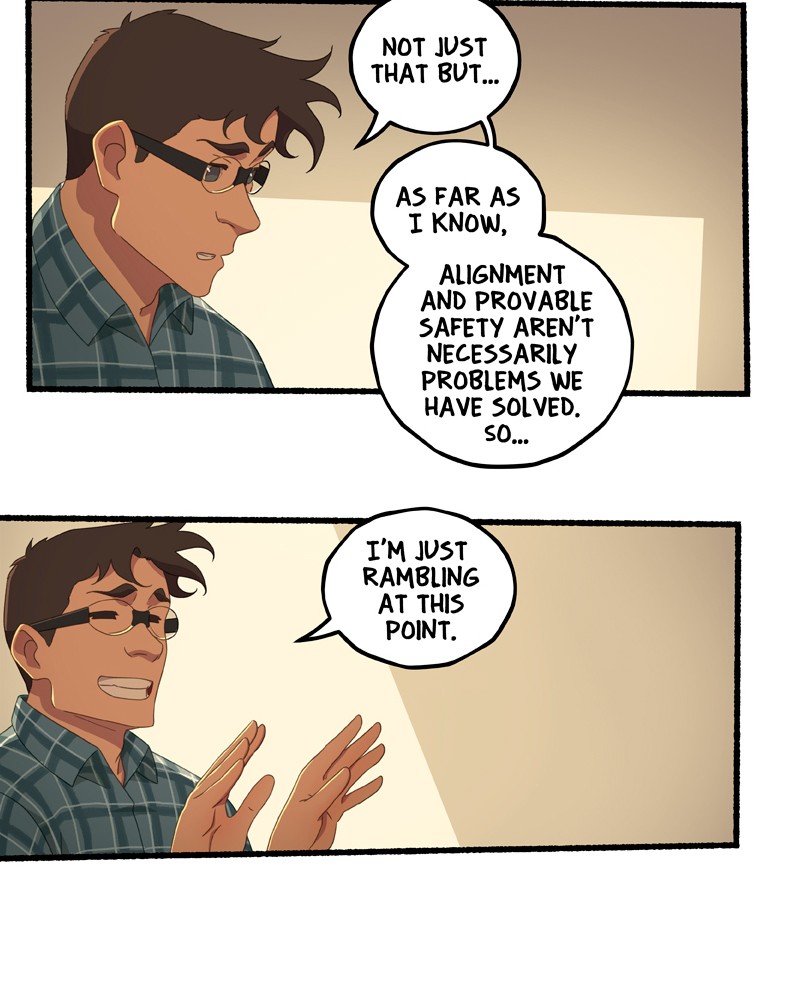 NOT JUST
THAT BUT...
AS FAR AS
I KNOW,
ALIGNMENT
AND PROVABLE
SAFETY AREN'T
NECESSARILY
PROBLEMS WE
HAVE SOLVED.
SO...
I'M JUST
RAMBLING
AT THIS
POINT.